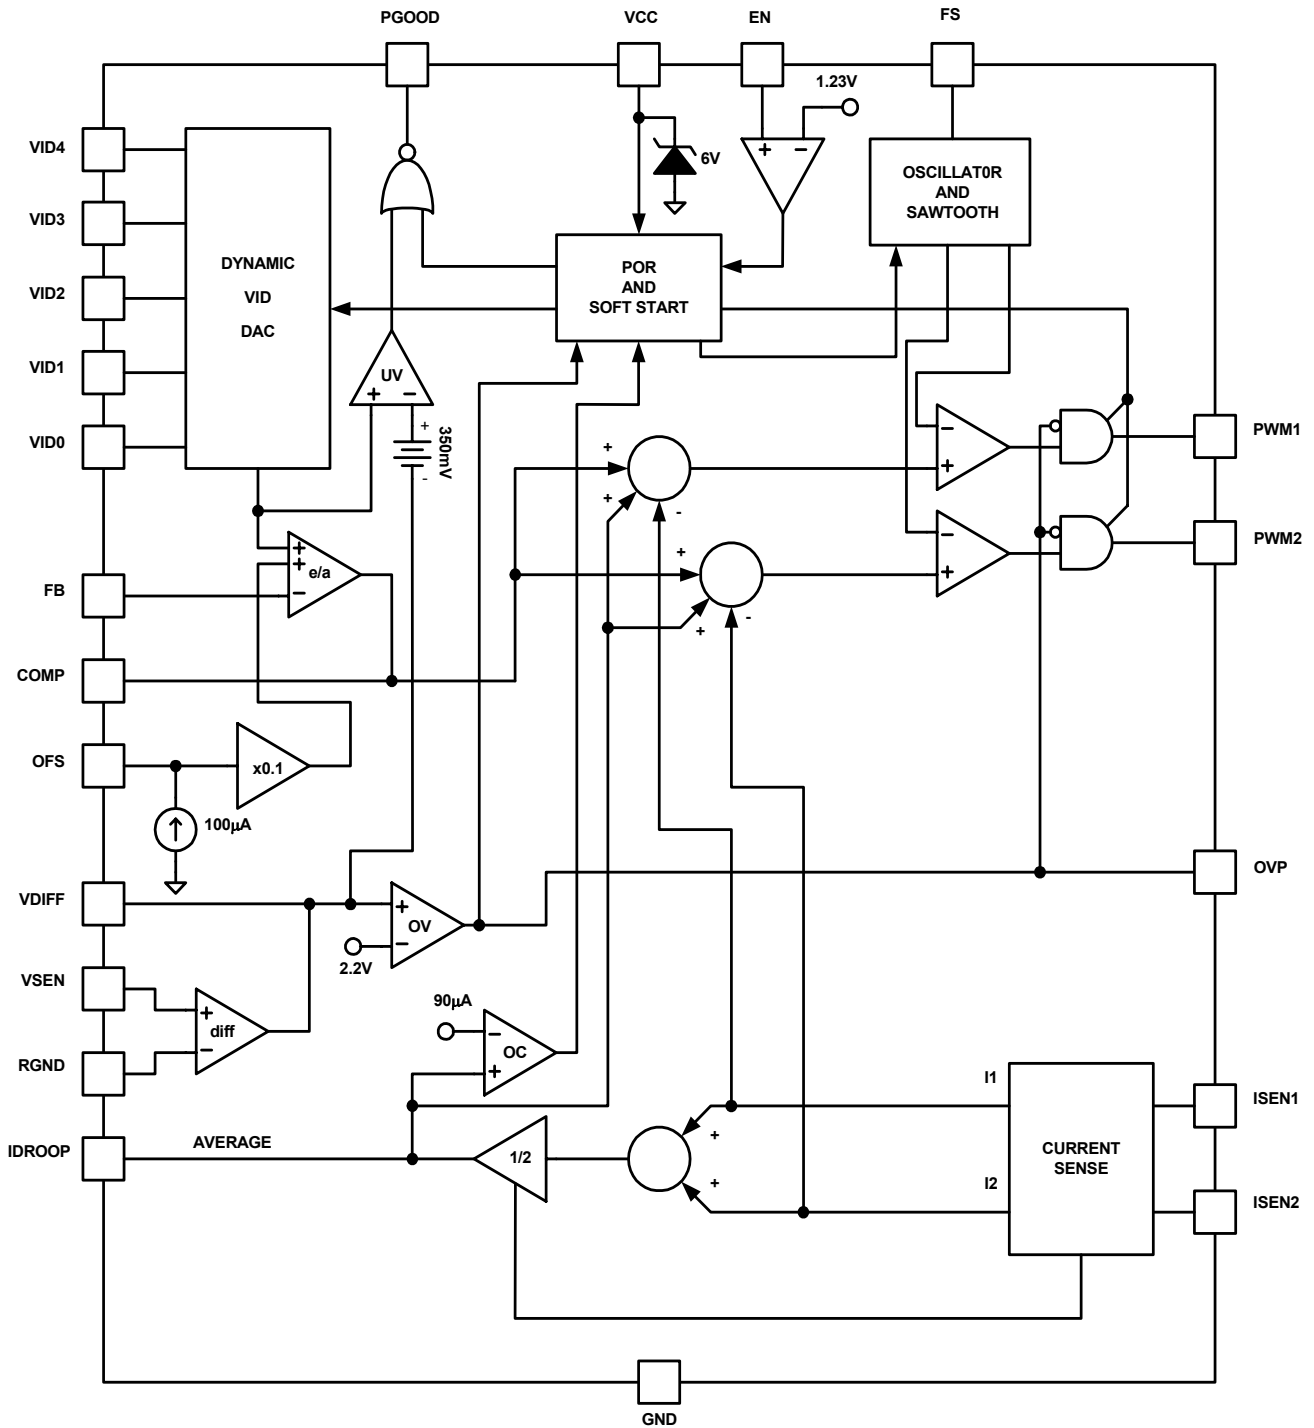 PGOOD
VCC
EN
FS
1.23V
VID4
6V
OSCILLAT0R
AND
SAWTOOTH
+
−
VID3
DYNAMIC
VID
DAC
POR
AND
SOFT START
VID2
VID1
UV
+
−
+
350mV
-
VID0
−
+
PWM1
+
+
-
−
+
PWM2
+
+
-
+
+
−
e/a
FB
COMP
OFS
x0.1
100µA
OVP
VDIFF
+
−
OV
2.2V
VSEN
+
−
diff
RGND
90µA
−
+
OC
I1
ISEN1
+
IDROOP
AVERAGE
1/2
CURRENT
SENSE
+
I2
ISEN2
GND